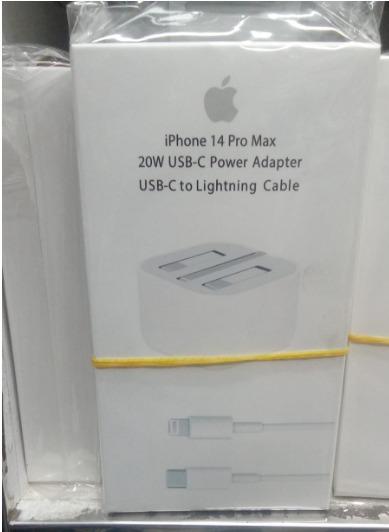 iPhone 14 Pro Max
20W USB-C Power Adapter
USB-C to Lightning Cable